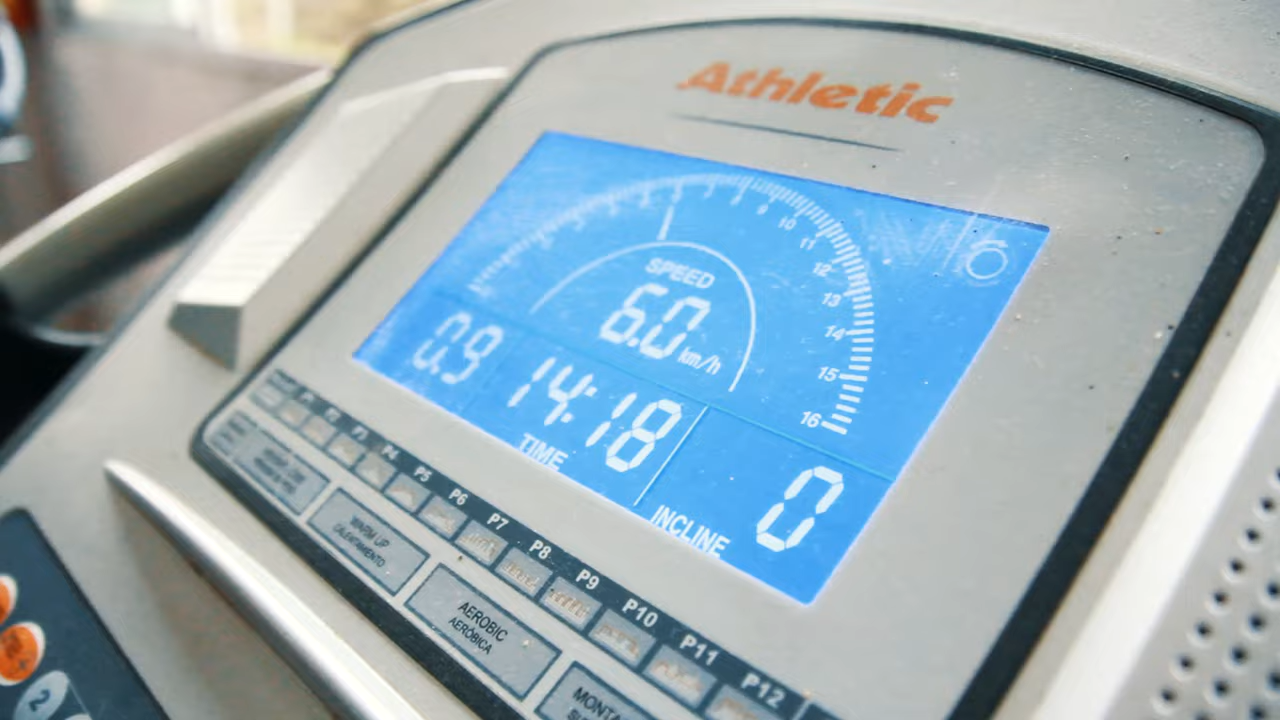 Athletic
9
10
11
12
13
14
15
16
SPEED
6.0 km/h
0.9
14:18
TIME
0
INCLINE
P4 P5 P6 P7 P8 P9 P10 P11 P12
WARM UP
CALENTAMIENTO
AEROBIC
AERÓBICA
MONTA
2